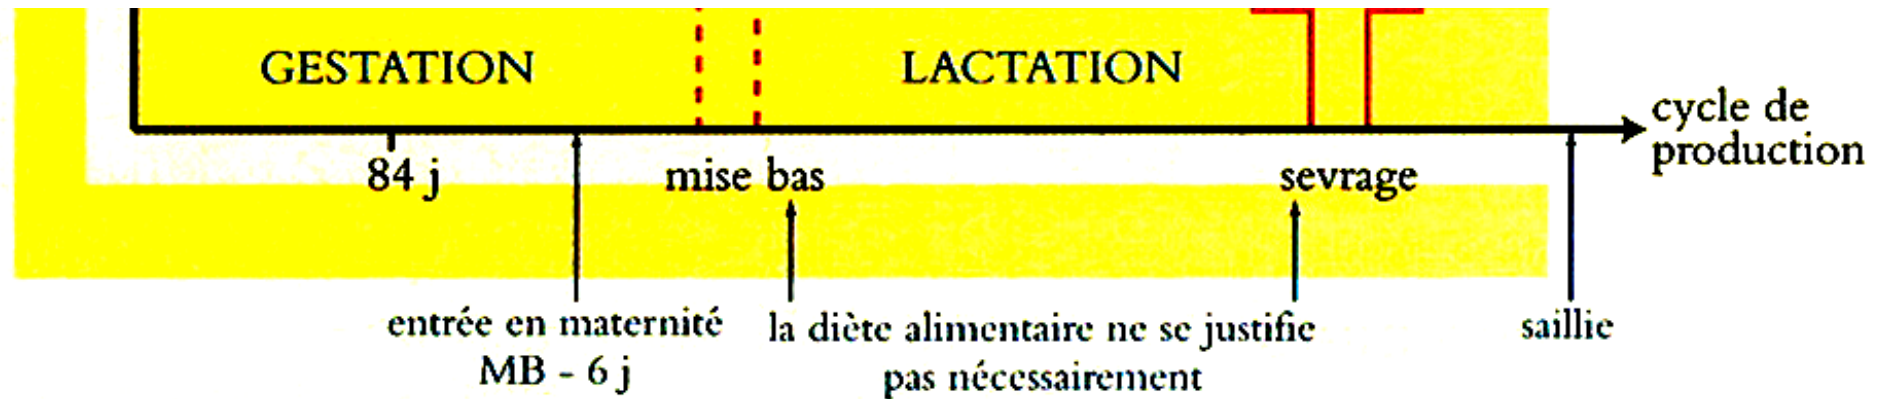 GESTATION
LACTATION
cycle de
production
84 j
mise bas
sevrage
entrée en maternité
MB - 6 j
la diète alimentaire ne se justifie
pas nécessairement
saillie